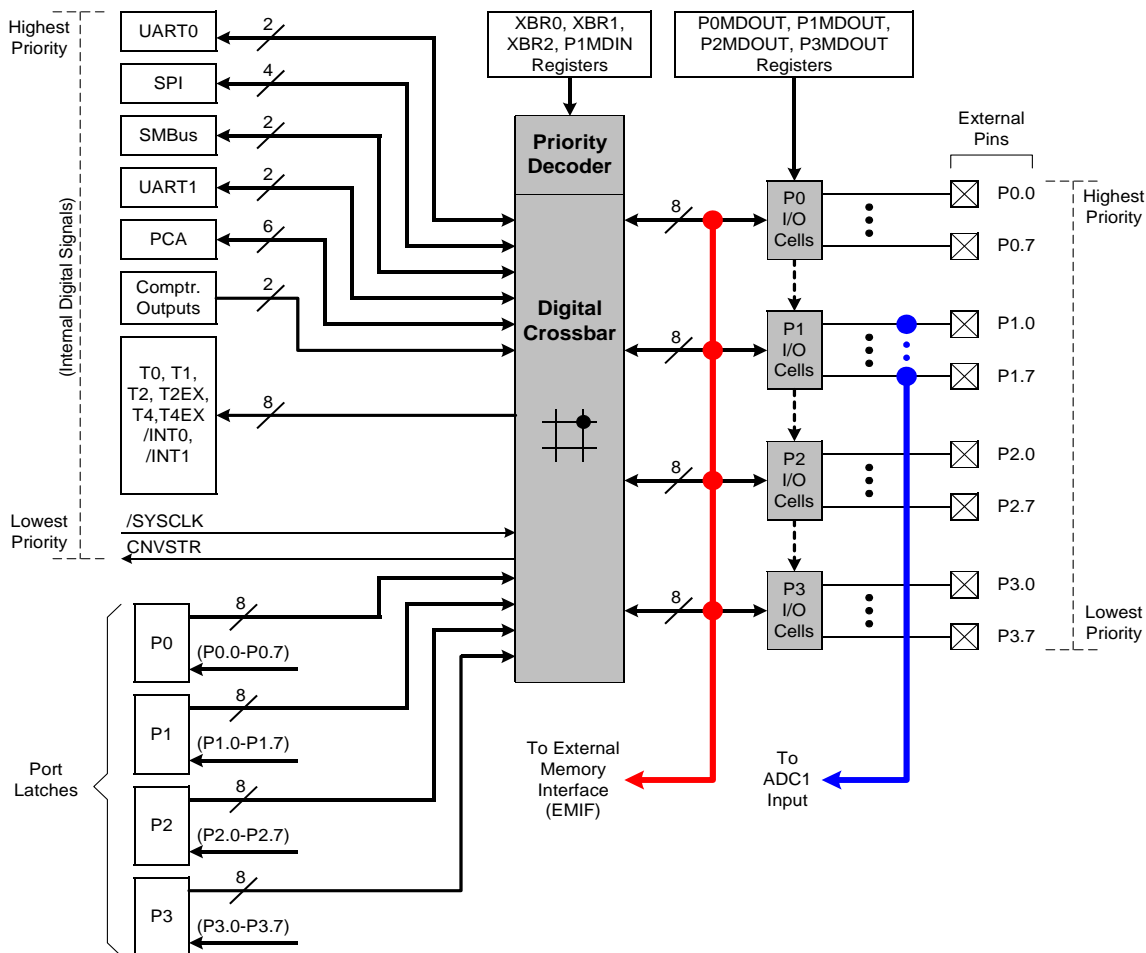 Highest
Priority
(Internal Digital Signals)
Lowest
Priority
UART0
2
SPI
4
SMBus
2
UART1
2
PCA
6
Comptr.
Outputs
2
T0, T1,
T2, T2EX,
T4,T4EX
/INT0,
/INT1
8
/SYSCLK
CNVSTR
Port
Latches
P0
8
(P0.0-P0.7)
P1
8
(P1.0-P1.7)
P2
8
(P2.0-P2.7)
P3
8
(P3.0-P3.7)
XBR0, XBR1,
XBR2, P1MDIN
Registers
Priority
Decoder
Digital
Crossbar
P0MDOUT, P1MDOUT,
P2MDOUT, P3MDOUT
Registers
8
P0
I/O
Cells
8
P1
I/O
Cells
8
P2
I/O
Cells
8
P3
I/O
Cells
To External
Memory
Interface
(EMIF)
To
ADC1
Input
External
Pins
P0.0
P0.7
P1.0
P1.7
P2.0
P2.7
P3.0
P3.7
Highest
Priority
Lowest
Priority